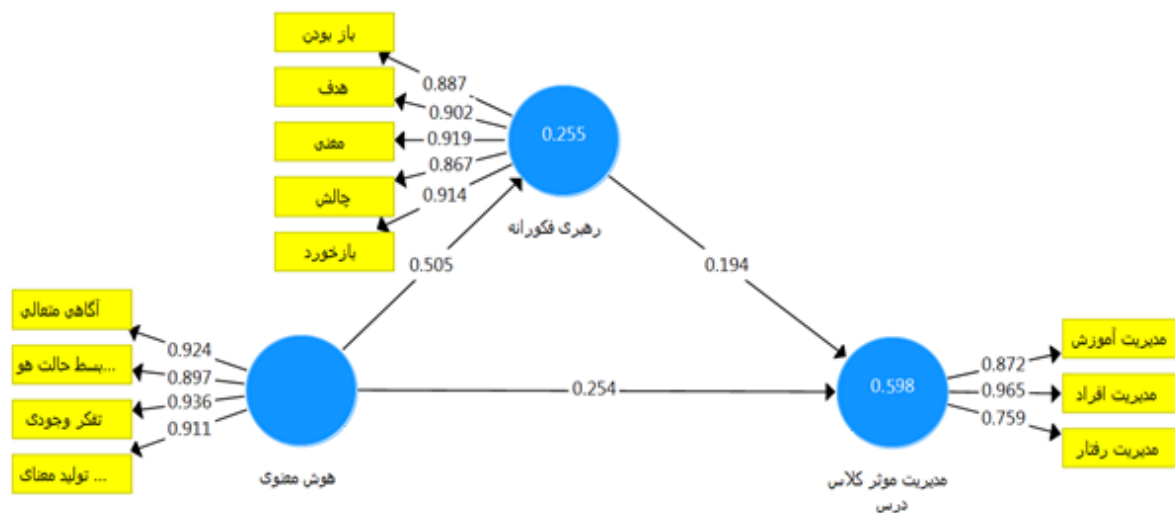 باز بودن
هدف
معنی
چالش
بازخورد
0.887
0.902
0.919
0.867
0.914
0.255
رهبری فکورانه
0.505
0.194
آگاهی متعالی
بسط حالت هو...
تفکر وجودی
تولید معنای ...
0.924
0.897
0.936
0.911
هوش معنوی
0.254
0.598
مدیریت موثر کلاس
درس
0.872
0.965
0.759
مدیریت آموزش
مدیریت افراد
مدیریت رفتار